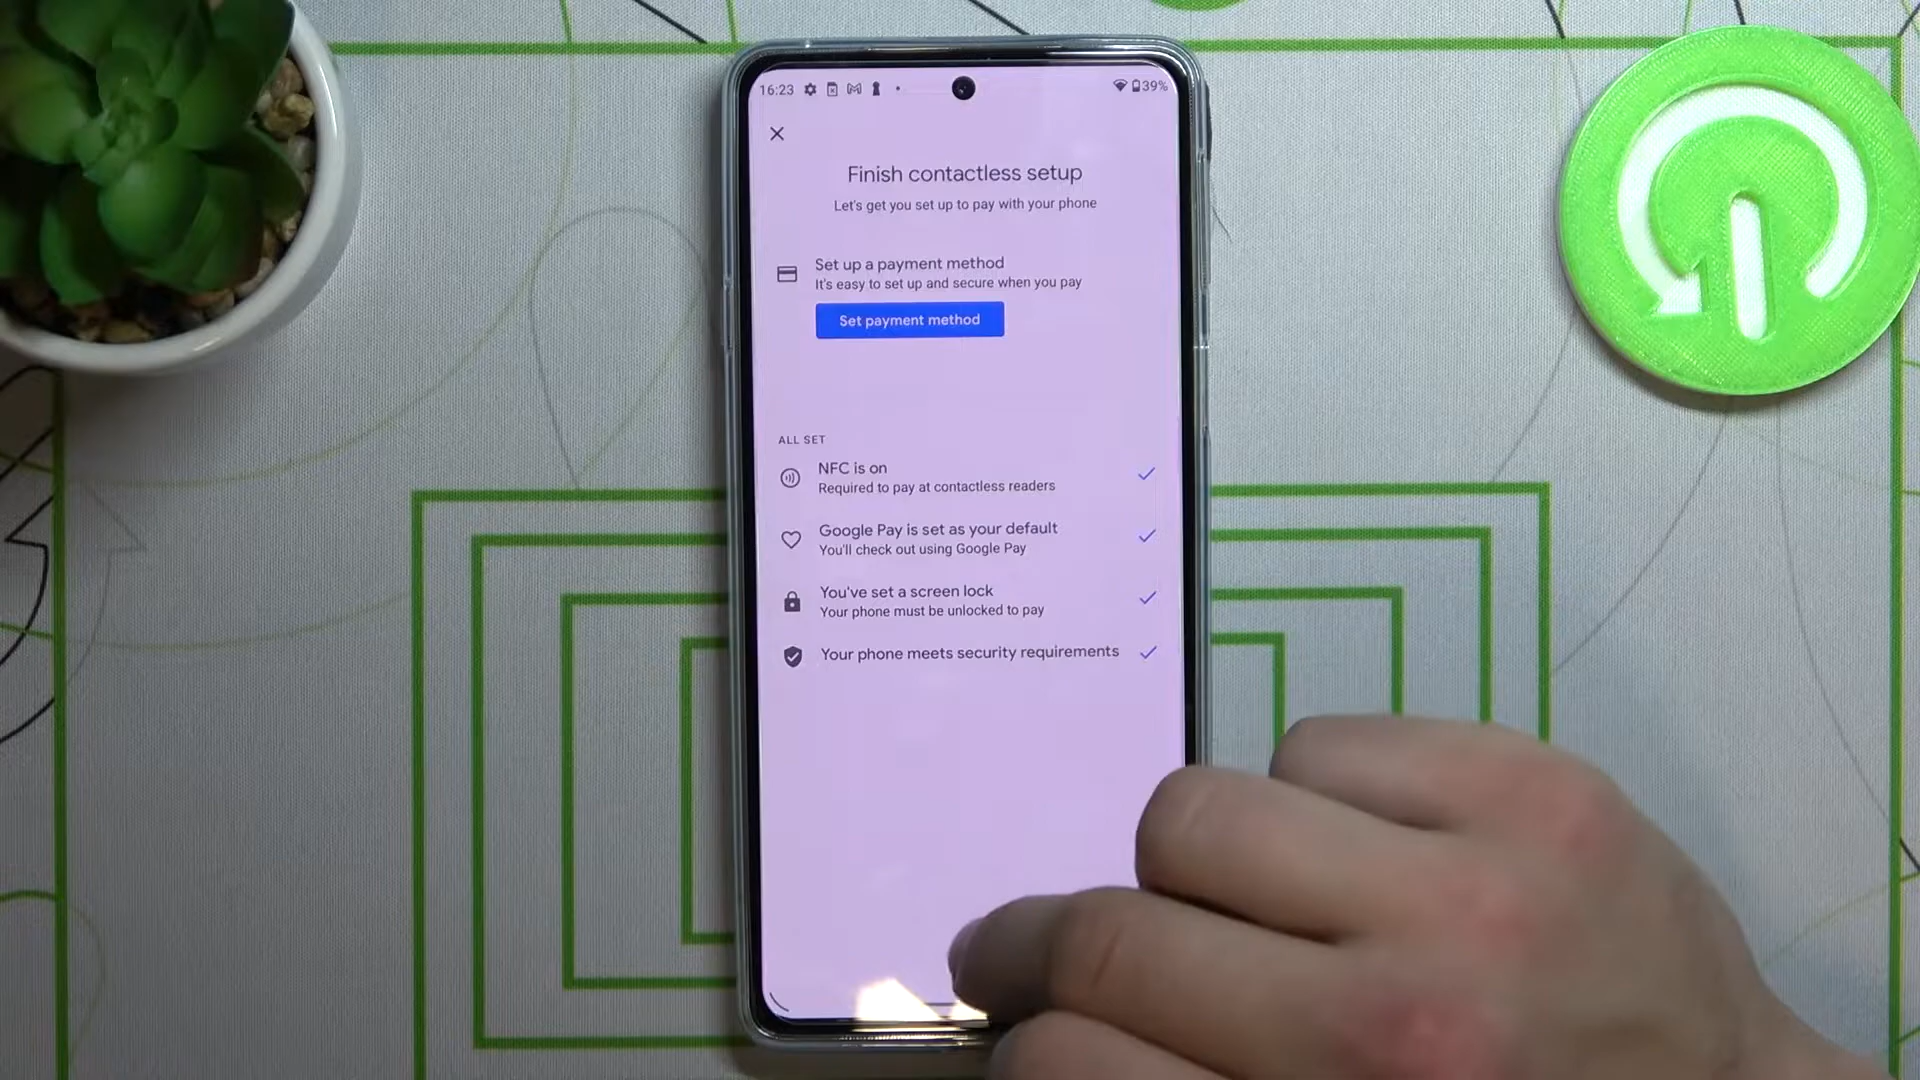 16:23
39%
Finish contactless setup
Let's get you set up to pay with your phone
Set up a payment method
It's easy to set up and secure when you pay
Set payment method
ALL SET
NFC is on
Required to pay at contactless readers
Google Pay is set as your default
You'll check out using Google Pay
You've set a screen lock
Your phone must be unlocked to pay
Your phone meets security requirements